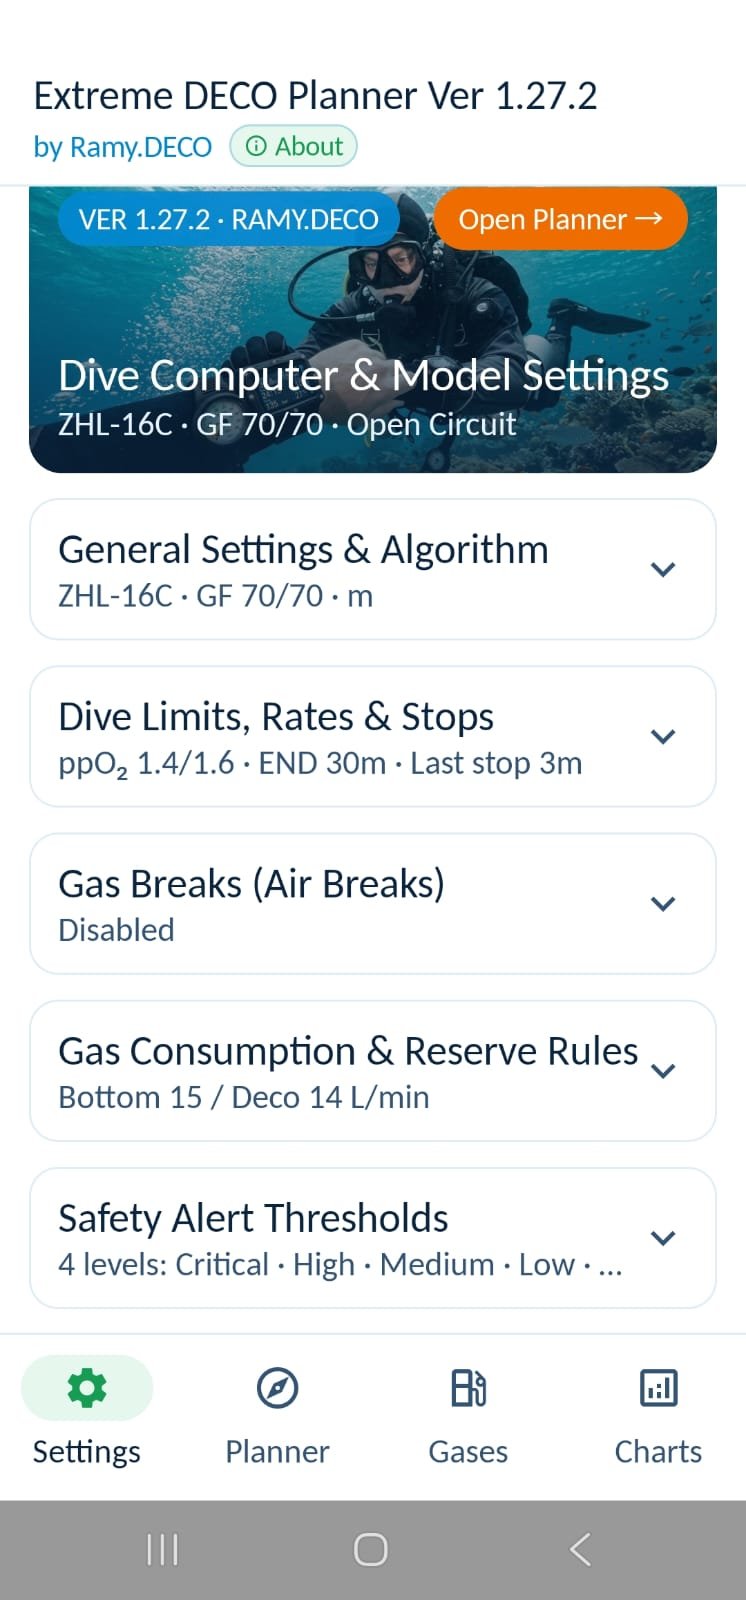 Extreme DECO Planner Ver 1.27.2
by Ramy.DECO About
VER 1.27.2 · RAMY.DECO
Open Planner →
Dive Computer & Model Settings
ZHL-16C · GF 70/70 · Open Circuit
General Settings & Algorithm
ZHL-16C · GF 70/70 · m
Dive Limits, Rates & Stops
ppO₂ 1.4/1.6 · END 30m · Last stop 3m
Gas Breaks (Air Breaks)
Disabled
Gas Consumption & Reserve Rules
Bottom 15 / Deco 14 L/min
Safety Alert Thresholds
4 levels: Critical · High · Medium · Low · ...
Settings
Planner
Gases
Charts